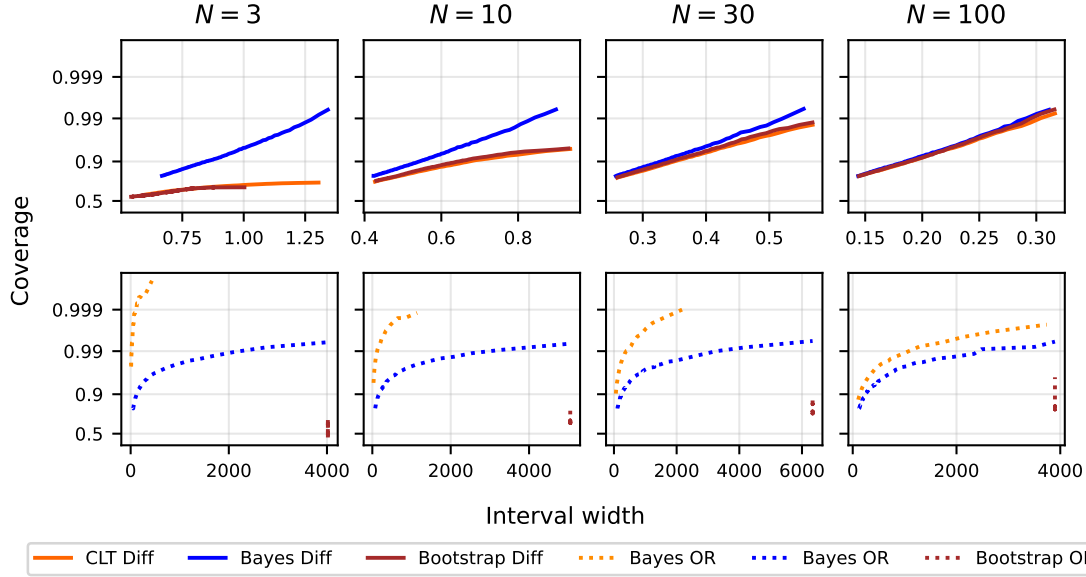 N = 3
N = 10
N = 30
N = 100
0.999
0.99
0.9
0.5
0.75 1.00 1.25
0.4 0.6 0.8
0.3 0.4 0.5
0.15 0.20 0.25 0.30
Coverage
0.999
0.99
0.9
0.5
0 2000 4000
0 2000 4000
0 2000 4000 6000
0 2000 4000
Interval width
CLT Diff
Bayes Diff
Bootstrap Diff
Bayes OR
Bayes OR
Bootstrap